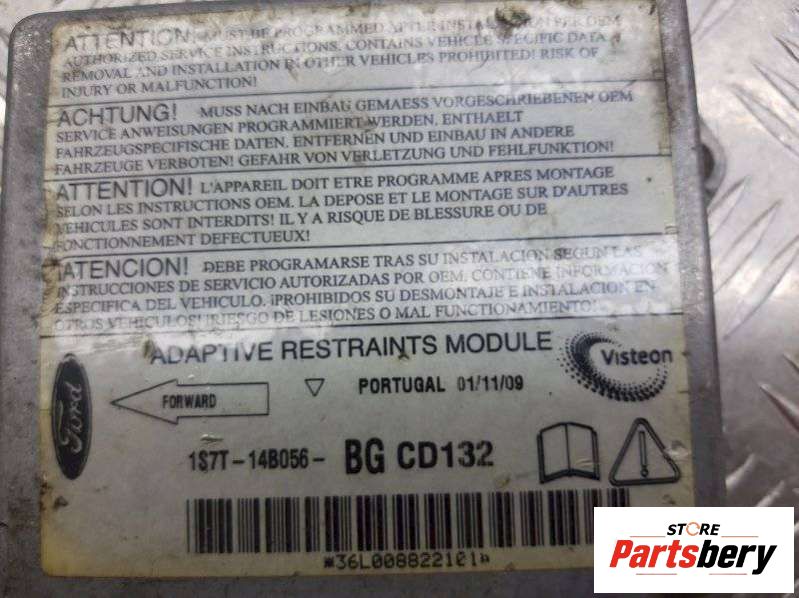 ATTENTION! MUST BE PROGRAMMED AFTER INSTALLATION PER OEM
AUTHORIZED SERVICE INSTRUCTIONS. CONTAINS VEHICLE SPECIFIC DATA
REMOVAL AND INSTALLATION IN OTHER VEHICLES PROHIBITED! RISK OF
INJURY OR MALFUNCTION!
ACHTUNG! MUSS NACH EINBAU GEMAESS VORGESCHRIEBENEN OEM
SERVICE ANWEISUNGEN PROGRAMMIERT WERDEN. ENTHAELT
FAHRZEUGSPEZIFISCHE DATEN. ENTFERNEN UND EINBAU IN ANDERE
FAHRZEUGE VERBOTEN! GEFAHR VON VERLETZUNG UND FEHLFUNKTION!
ATTENTION! L'APPAREIL DOIT ETRE PROGRAMME APRES MONTAGE
SELON LES INSTRUCTIONS OEM. LA DEPOSE ET LE MONTAGE SUR D'AUTRES
VEHICULES SONT INTERDITS! IL Y A RISQUE DE BLESSURE OU DE
FONCTIONNEMENT DEFECTUEUX!
ATENCION! DEBE PROGRAMARSE TRAS SU INSTALACION SEGUN LAS
INSTRUCCIONES DE SERVICIO AUTORIZADAS POR OEM. CONTIENE INFORMACION
ESPECIFICA DEL VEHICULO. ¡PROHIBIDOS SU DESMONTAJE E INSTALACION EN
OTROS VEHICULOS! RIESGO DE LESIONES O MAL FUNCIONAMIENTO!
ADAPTIVE RESTRAINTS MODULE
Visteon
Ford
FORWARD
PORTUGAL 01/11/09
1S7T-14B056- BG CD132
*36L008822101*
STORE
Partsbery